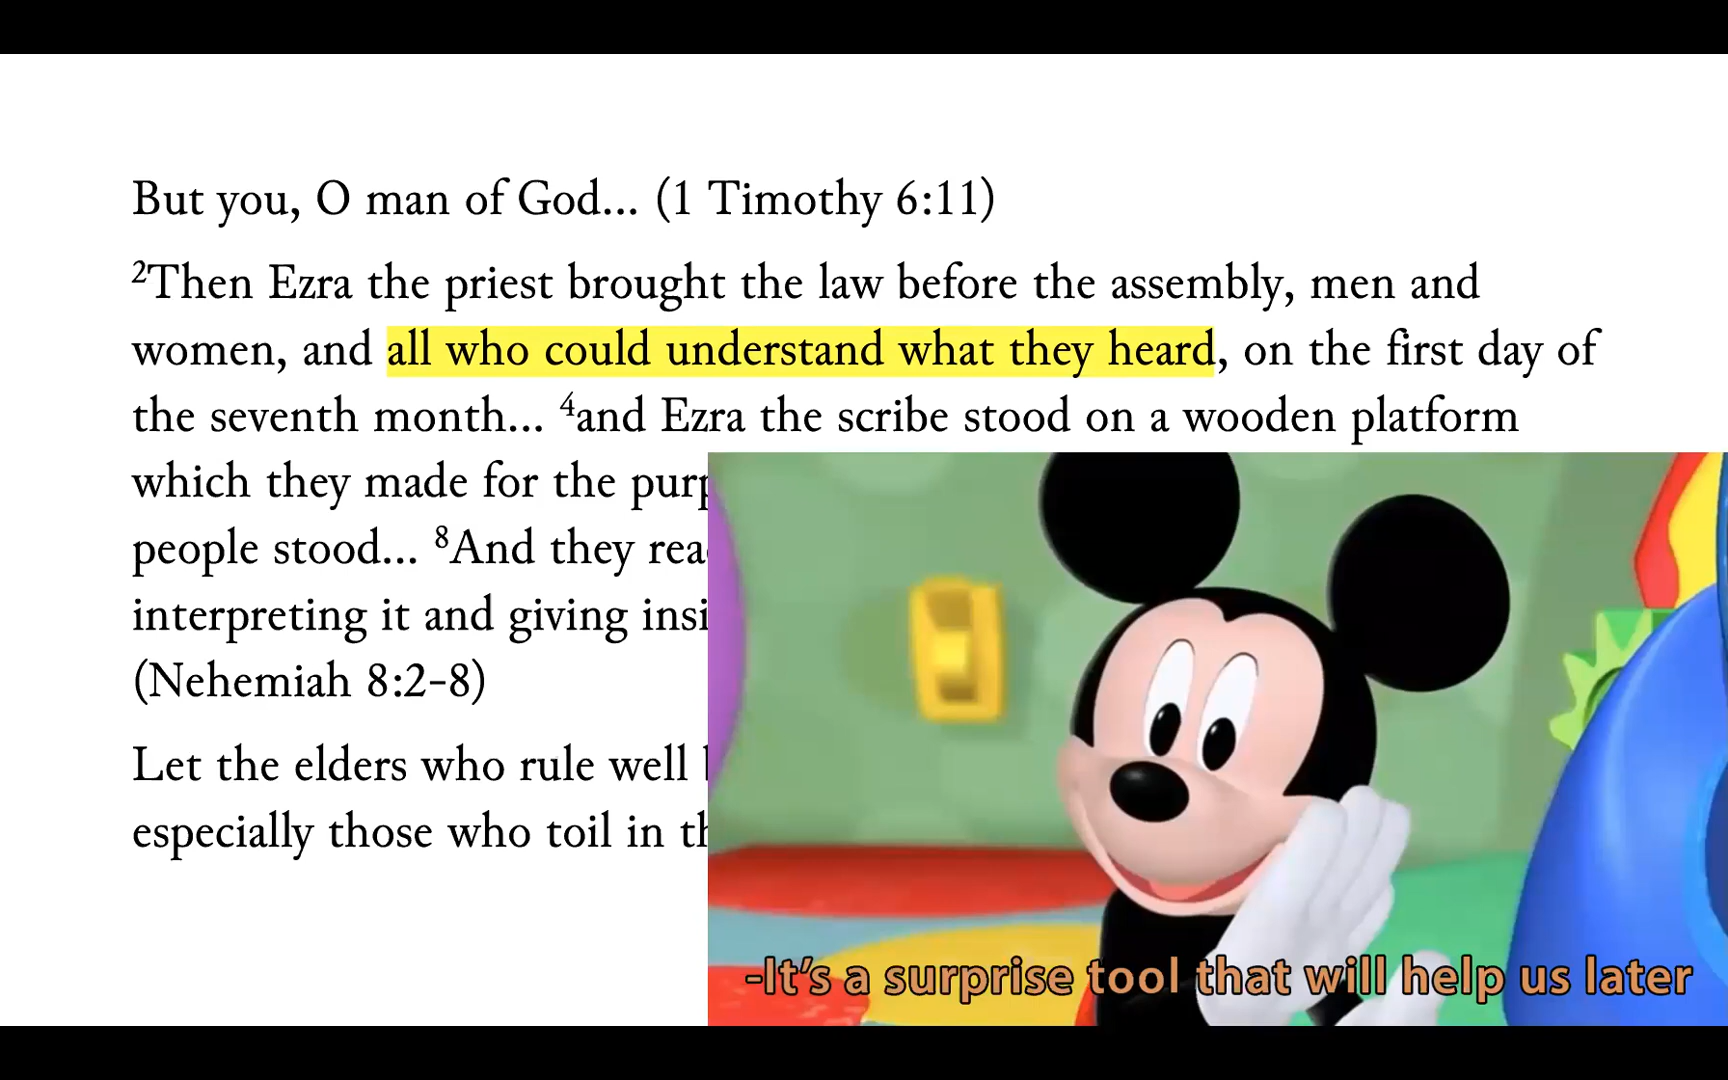 But you, O man of God... (1 Timothy 6:11)
²Then Ezra the priest brought the law before the assembly, men and
women, and all who could understand what they heard, on the first day of
the seventh month... ⁴and Ezra the scribe stood on a wooden platform
which they made for the
people stood... ⁸And they
interpreting it and giving
(Nehemiah 8:2-8)
Let the elders who rule well
especially those who toil in
-It's a surprise tool that will help us later